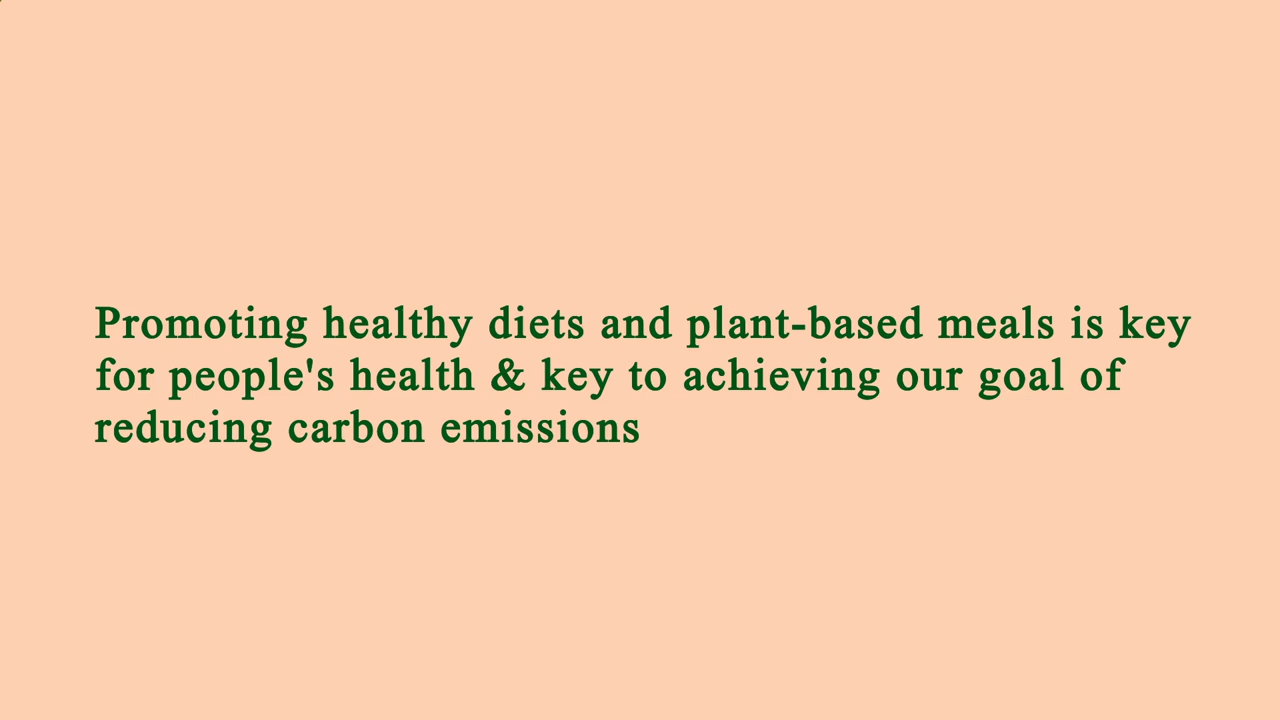 Promoting healthy diets and plant-based meals is key
for people's health & key to achieving our goal of
reducing carbon emissions